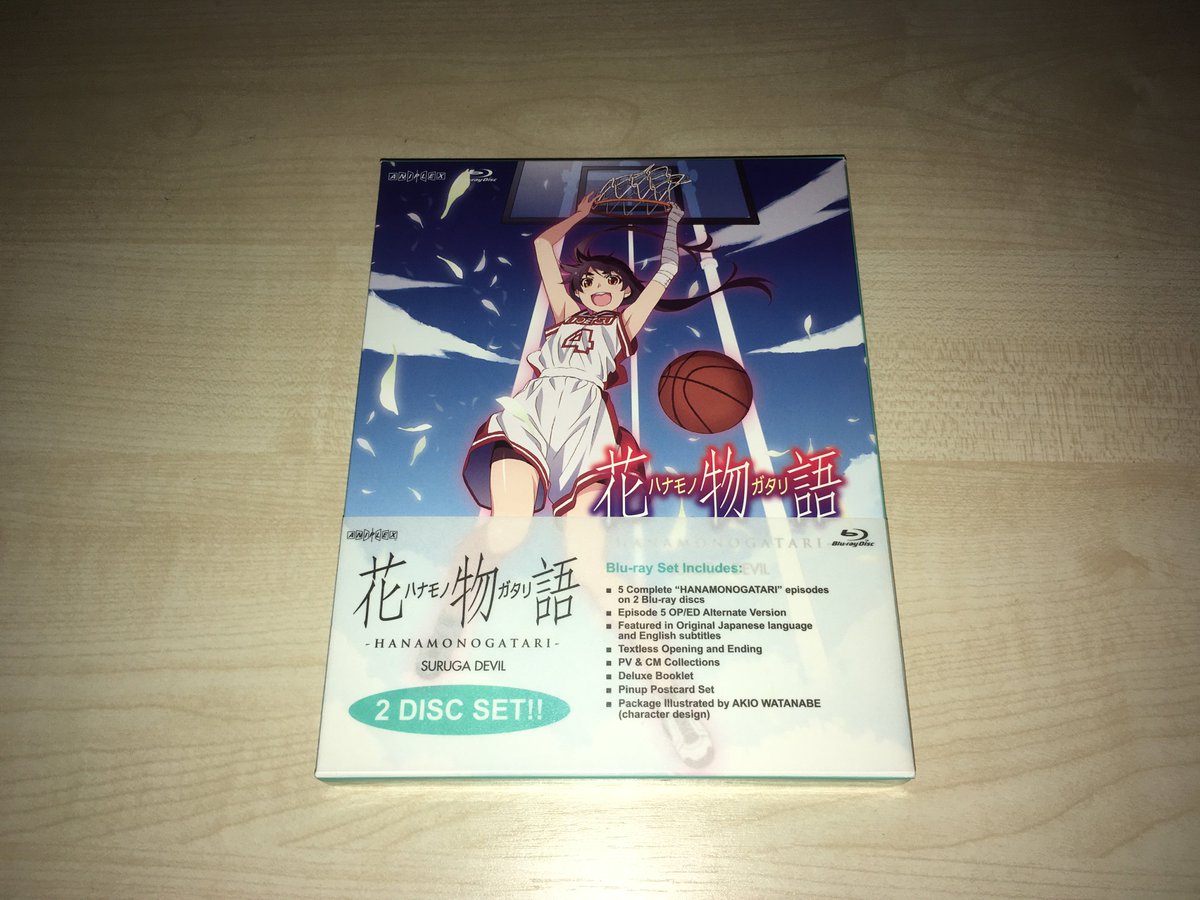 ANIPLEX
Blu-ray Disc
NAOETSU
4
花ハナモノ物ガタリ語
-HANAMONOGATARI-
DEVIL
ANIPLEX
Blu-ray Disc
花ハナモノ物ガタリ語
-HANAMONOGATARI-
SURUGA DEVIL
2 DISC SET!!
Blu-ray Set Includes:
■ 5 Complete “HANAMONOGATARI” episodes
on 2 Blu-ray discs
■ Episode 5 OP/ED Alternate Version
■ Featured in Original Japanese language
and English subtitles
■ Textless Opening and Ending
■ PV & CM Collections
■ Deluxe Booklet
■ Pinup Postcard Set
■ Package Illustrated by AKIO WATANABE
(character design)